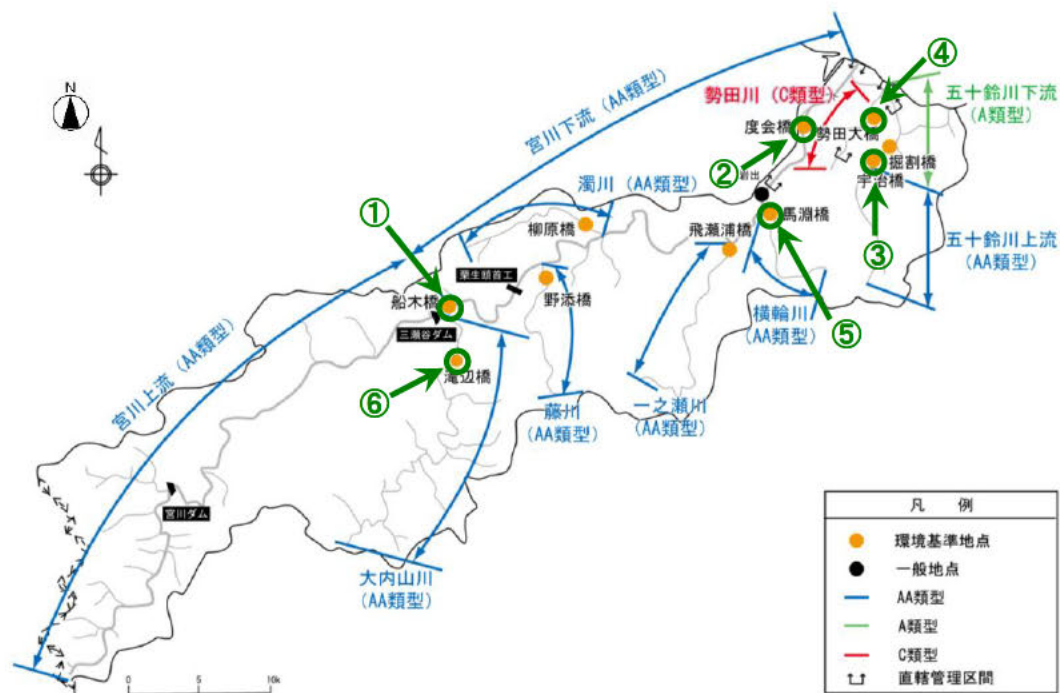 N
宮川下流 (AA類型)
④
勢田川 (C類型)
五十鈴川下流
(A類型)
度会橋
勢田大橋
②
掘割橋
宇治橋
岩出
濁川 (AA類型)
①
柳原橋
飛瀬浦橋
馬淵橋
③
五十鈴川上流
(AA類型)
粟生頭首工
船木橋
野添橋
横輪川
(AA類型)
⑤
三瀬谷ダム
宮川上流 (AA類型)
⑥
滝辺橋
藤川
(AA類型)
一之瀬川
(AA類型)
宮川ダム
大内山川
(AA類型)
凡 例
環境基準地点
一般地点
AA類型
A類型
C類型
直轄管理区間
0 5 10k